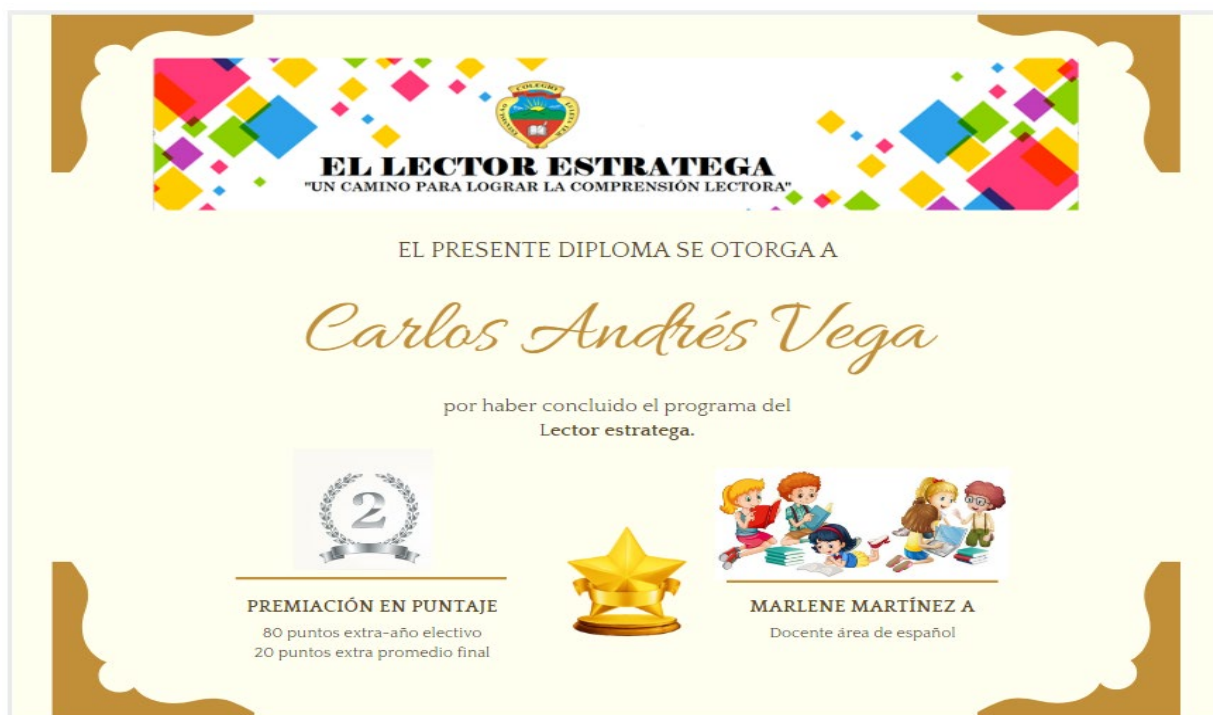 COLEGIO
EL LECTOR ESTRATEGA
"UN CAMINO PARA LOGRAR LA COMPRENSIÓN LECTORA"
EL PRESENTE DIPLOMA SE OTORGA A
Carlos Andrés Vega
por haber concluido el programa del
Lector estratega.
2
PREMIACIÓN EN PUNTAJE
80 puntos extra-año electivo
20 puntos extra promedio final
MARLENE MARTÍNEZ A
Docente área de español